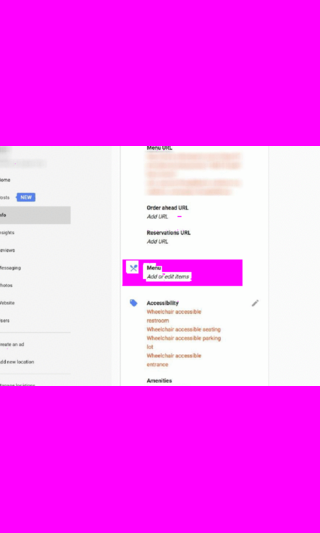 ome
osts NEW
nfo
nsights
eviews
Messaging
hotos
Website
sers
reate an ad
dd new location
Menu URL
Order ahead URL
Add URL
Reservations URL
Add URL
Menu
Add or edit items
Accessibility
Wheelchair accessible
restroom
Wheelchair accessible seating
Wheelchair accessible parking
lot
Wheelchair accessible
entrance
Amenities